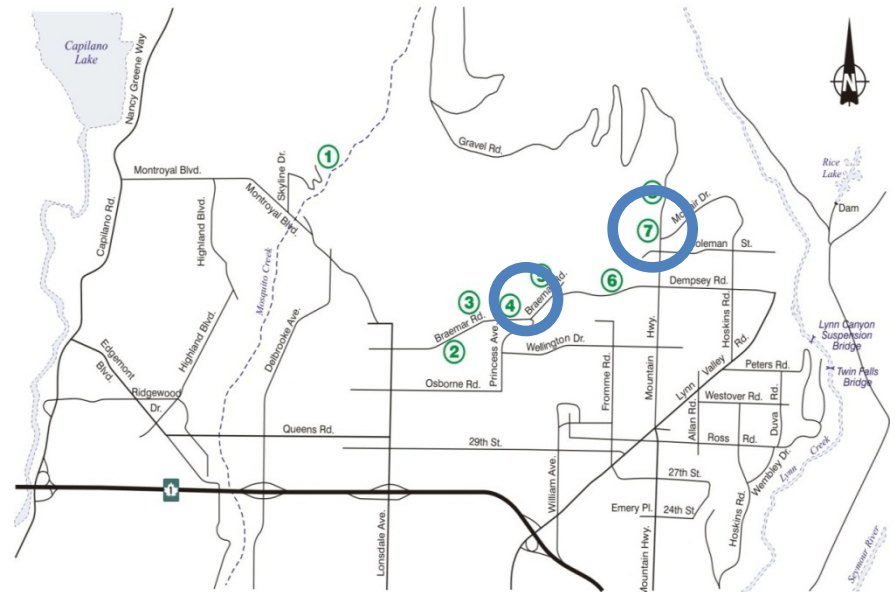 Capilano
Lake
Nancy Greene Way
N
1
Skyline Dr.
Gravel Rd.
Rice
Lake
Montroyal Blvd.
Montroyal Blvd.
Highland Blvd.
Capilano Rd.
Dam
7
St.
Mosquito Creek
Dempsey Rd.
6
3
4
Braemar Rd.
Braemar Rd.
2
Delbrooke Ave.
Highland Blvd.
Princess Ave.
Wellington Dr.
Mountain Hwy.
Hoskins Rd.
Lynn Canyon
Suspension
Bridge
Twin Falls
Bridge
Edgemont
Blvd.
Ridgewood
Dr.
Osborne Rd.
Fromme Rd.
Lynn Valley Rd.
Peters Rd.
Westover Rd.
Allan Rd.
Duva Rd.
Queens Rd.
29th St.
Ross Rd.
Lynn Creek
Wembley Dr.
27th St.
William Ave.
Hoskins Rd.
Emery Pl.
24th St.
1
Lonsdale Ave.
Mountain Hwy.
Seymour River